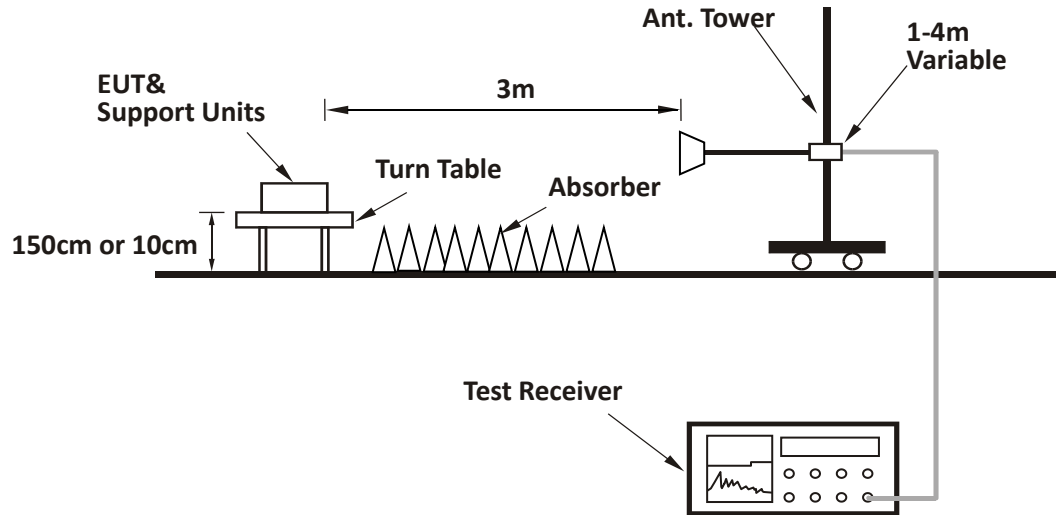 Ant. Tower
1-4m
Variable
EUT&
Support Units
3m
Turn Table
Absorber
150cm or 10cm
Test Receiver